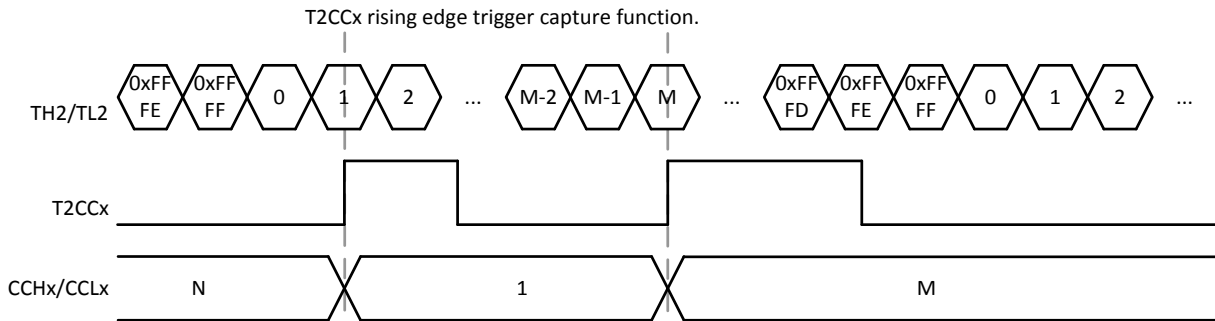 T2CCx rising edge trigger capture function.
TH2/TL2 0xFF FE 0xFF FF 0 1 2 ... M-2 M-1 M ... 0xFF FD 0xFF FE 0xFF FF 0 1 2 ...
T2CCx
CCHx/CCLx N 1 M